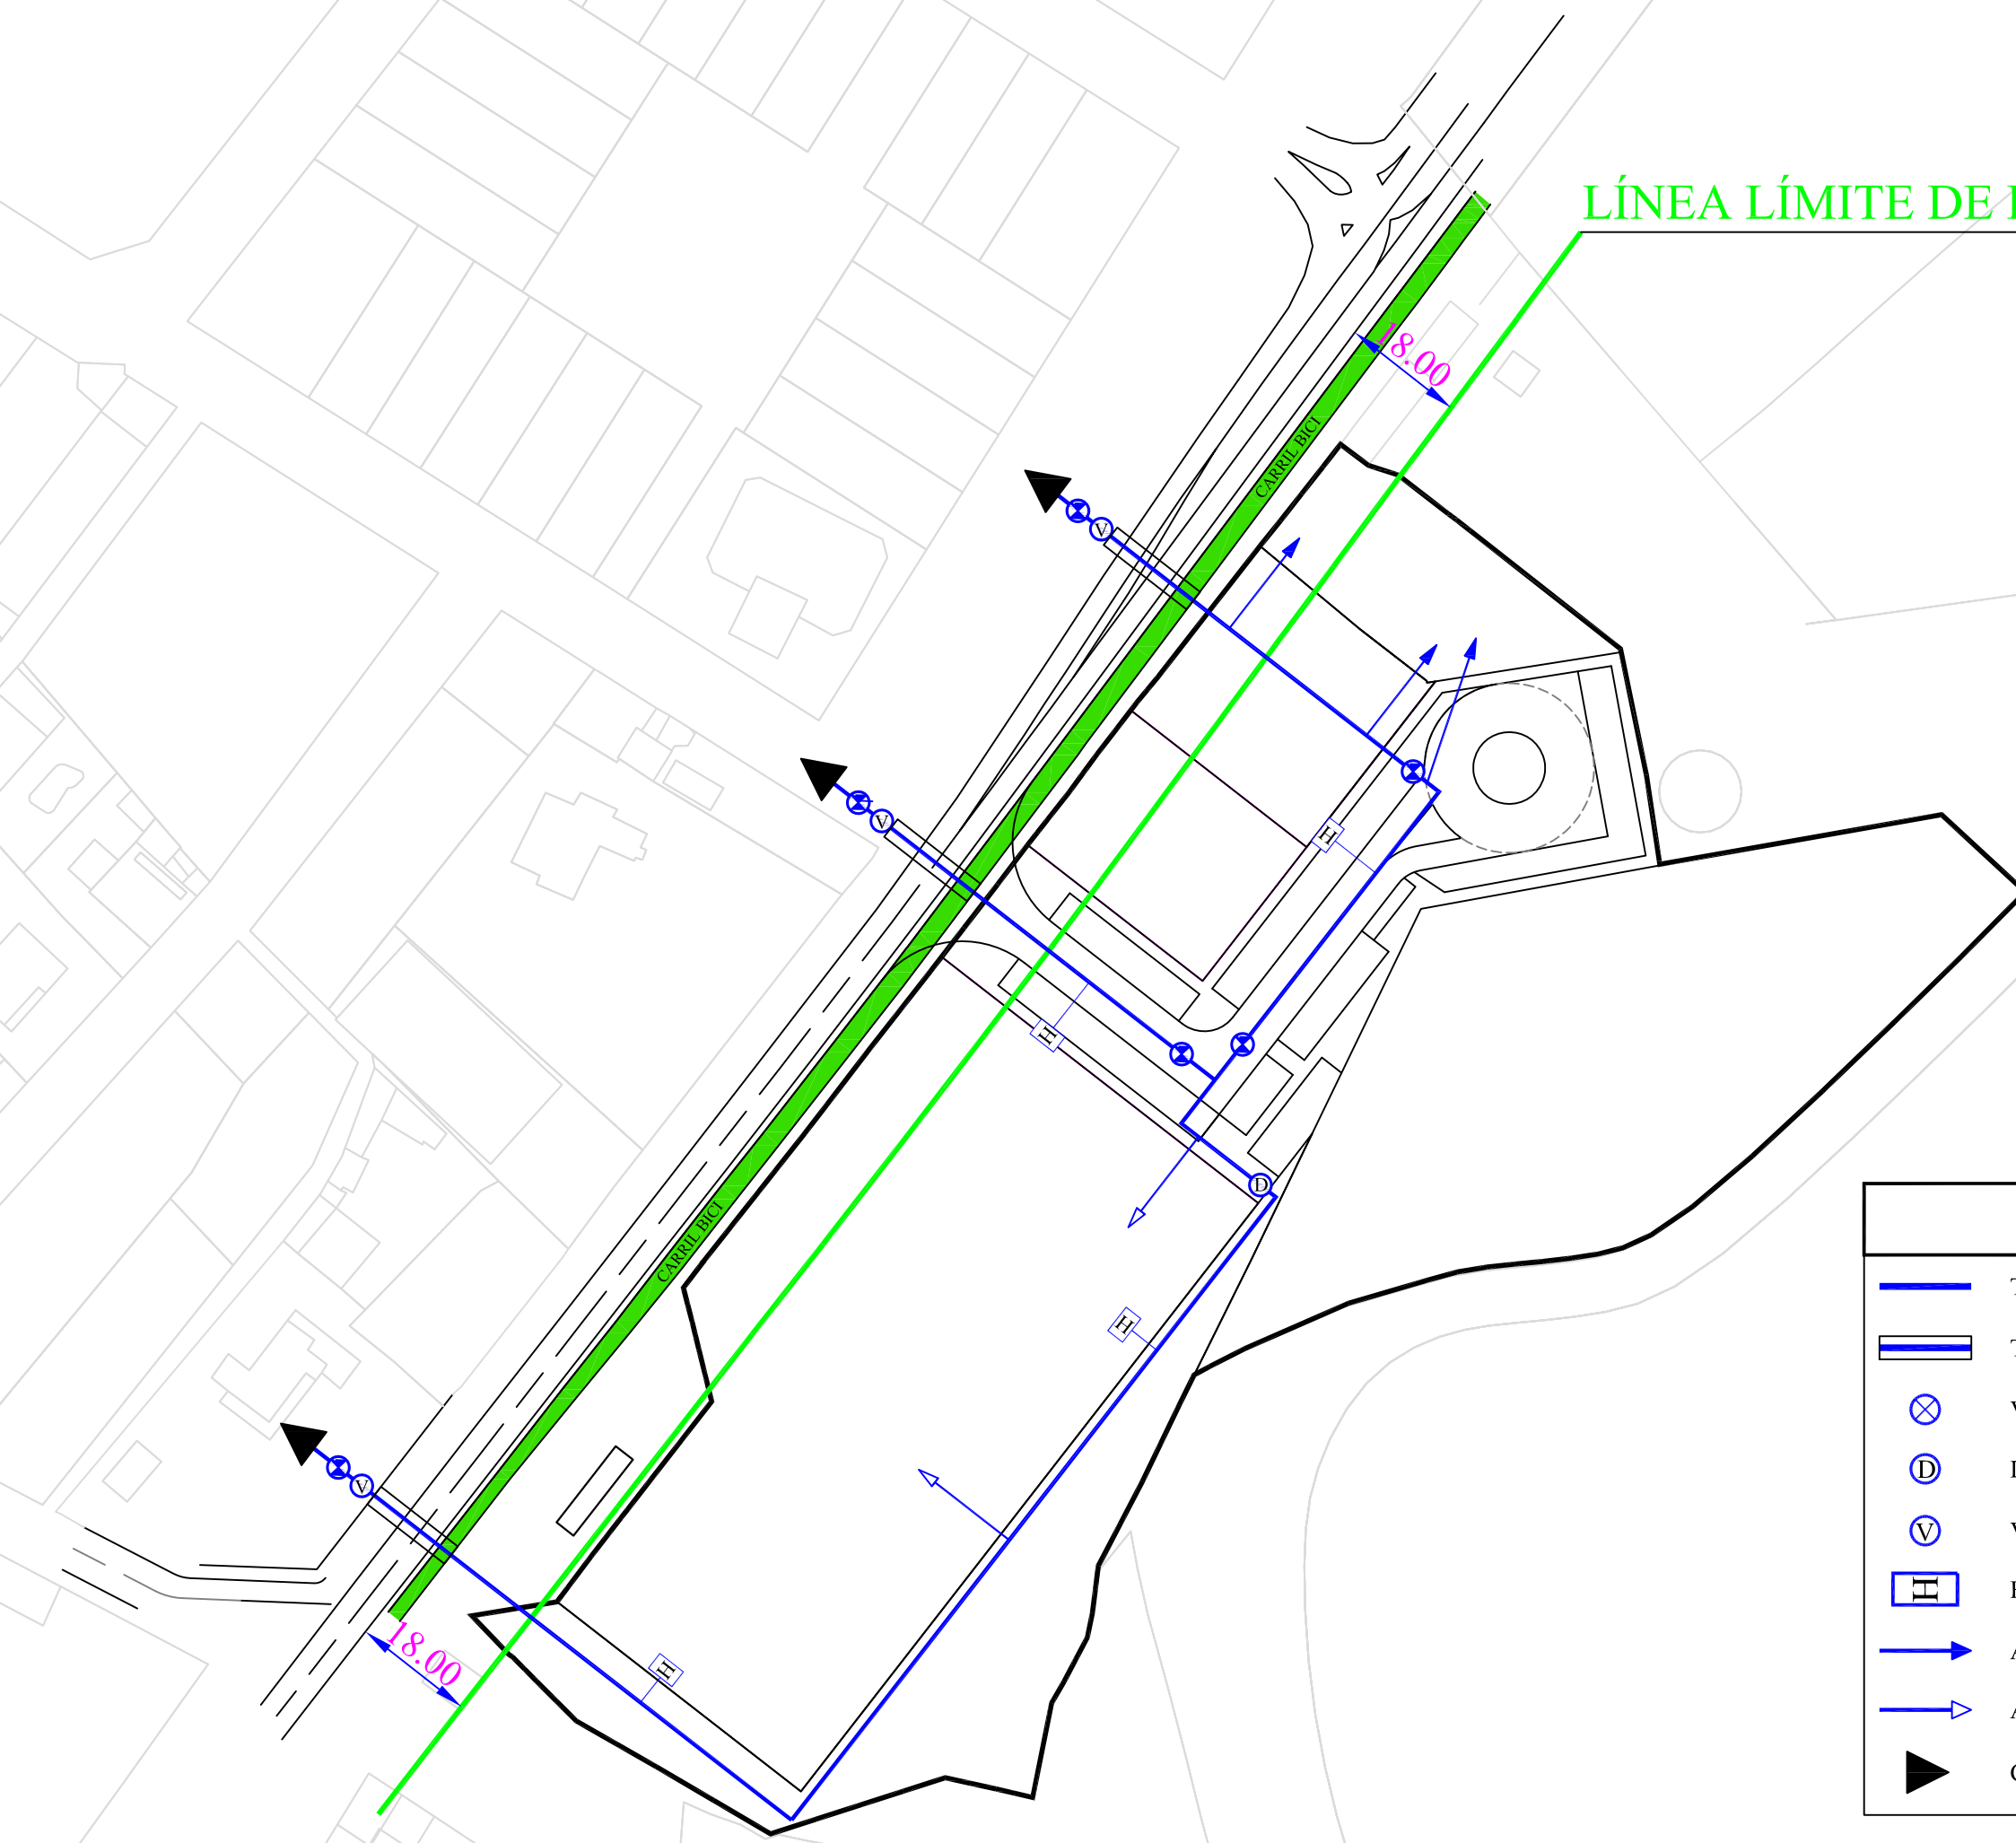 LÍNEA LÍMITE DE
18.00
CARRIL BICI
V
V
H
H
D
CARRIL BICI
H
V
H
18.00
D
V
H